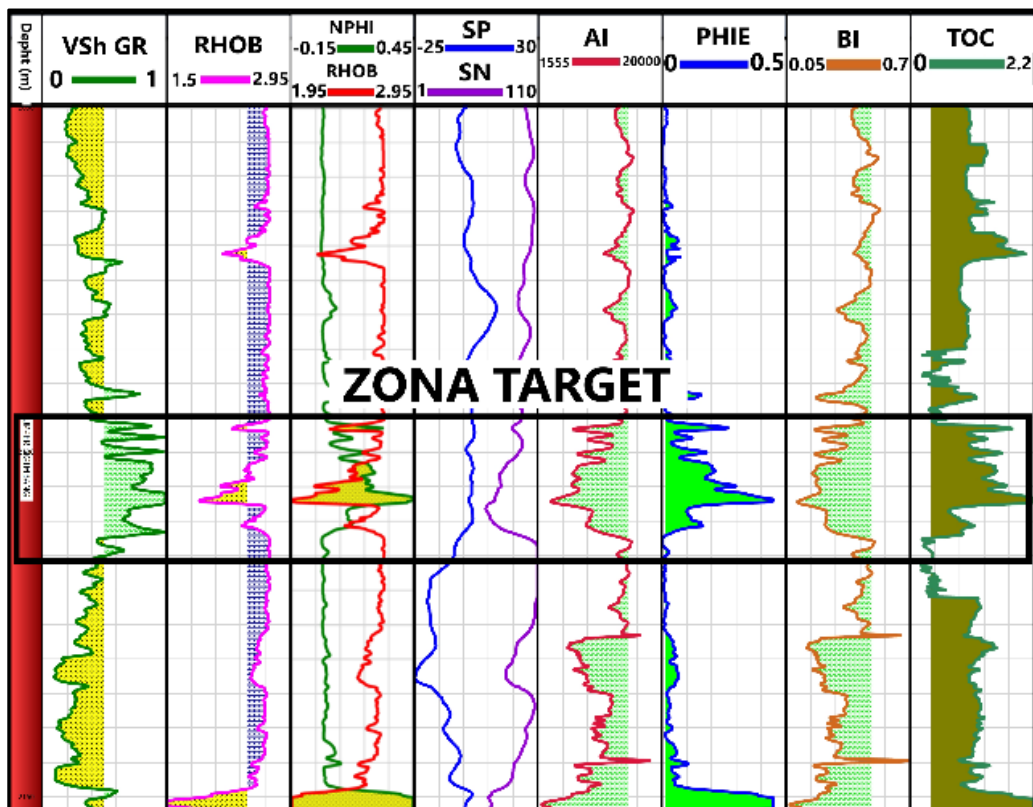 Depht (m)
VSh GR
0 1
RHOB
1.5 2.95
NPHI
-0.15 0.45
RHOB
1.95 2.95
SP
-25 30
SN
1 110
AI
1555 20000
PHIE
0 0.5
BI
0.05 0.7
TOC
0 2.2
ZONA TARGET